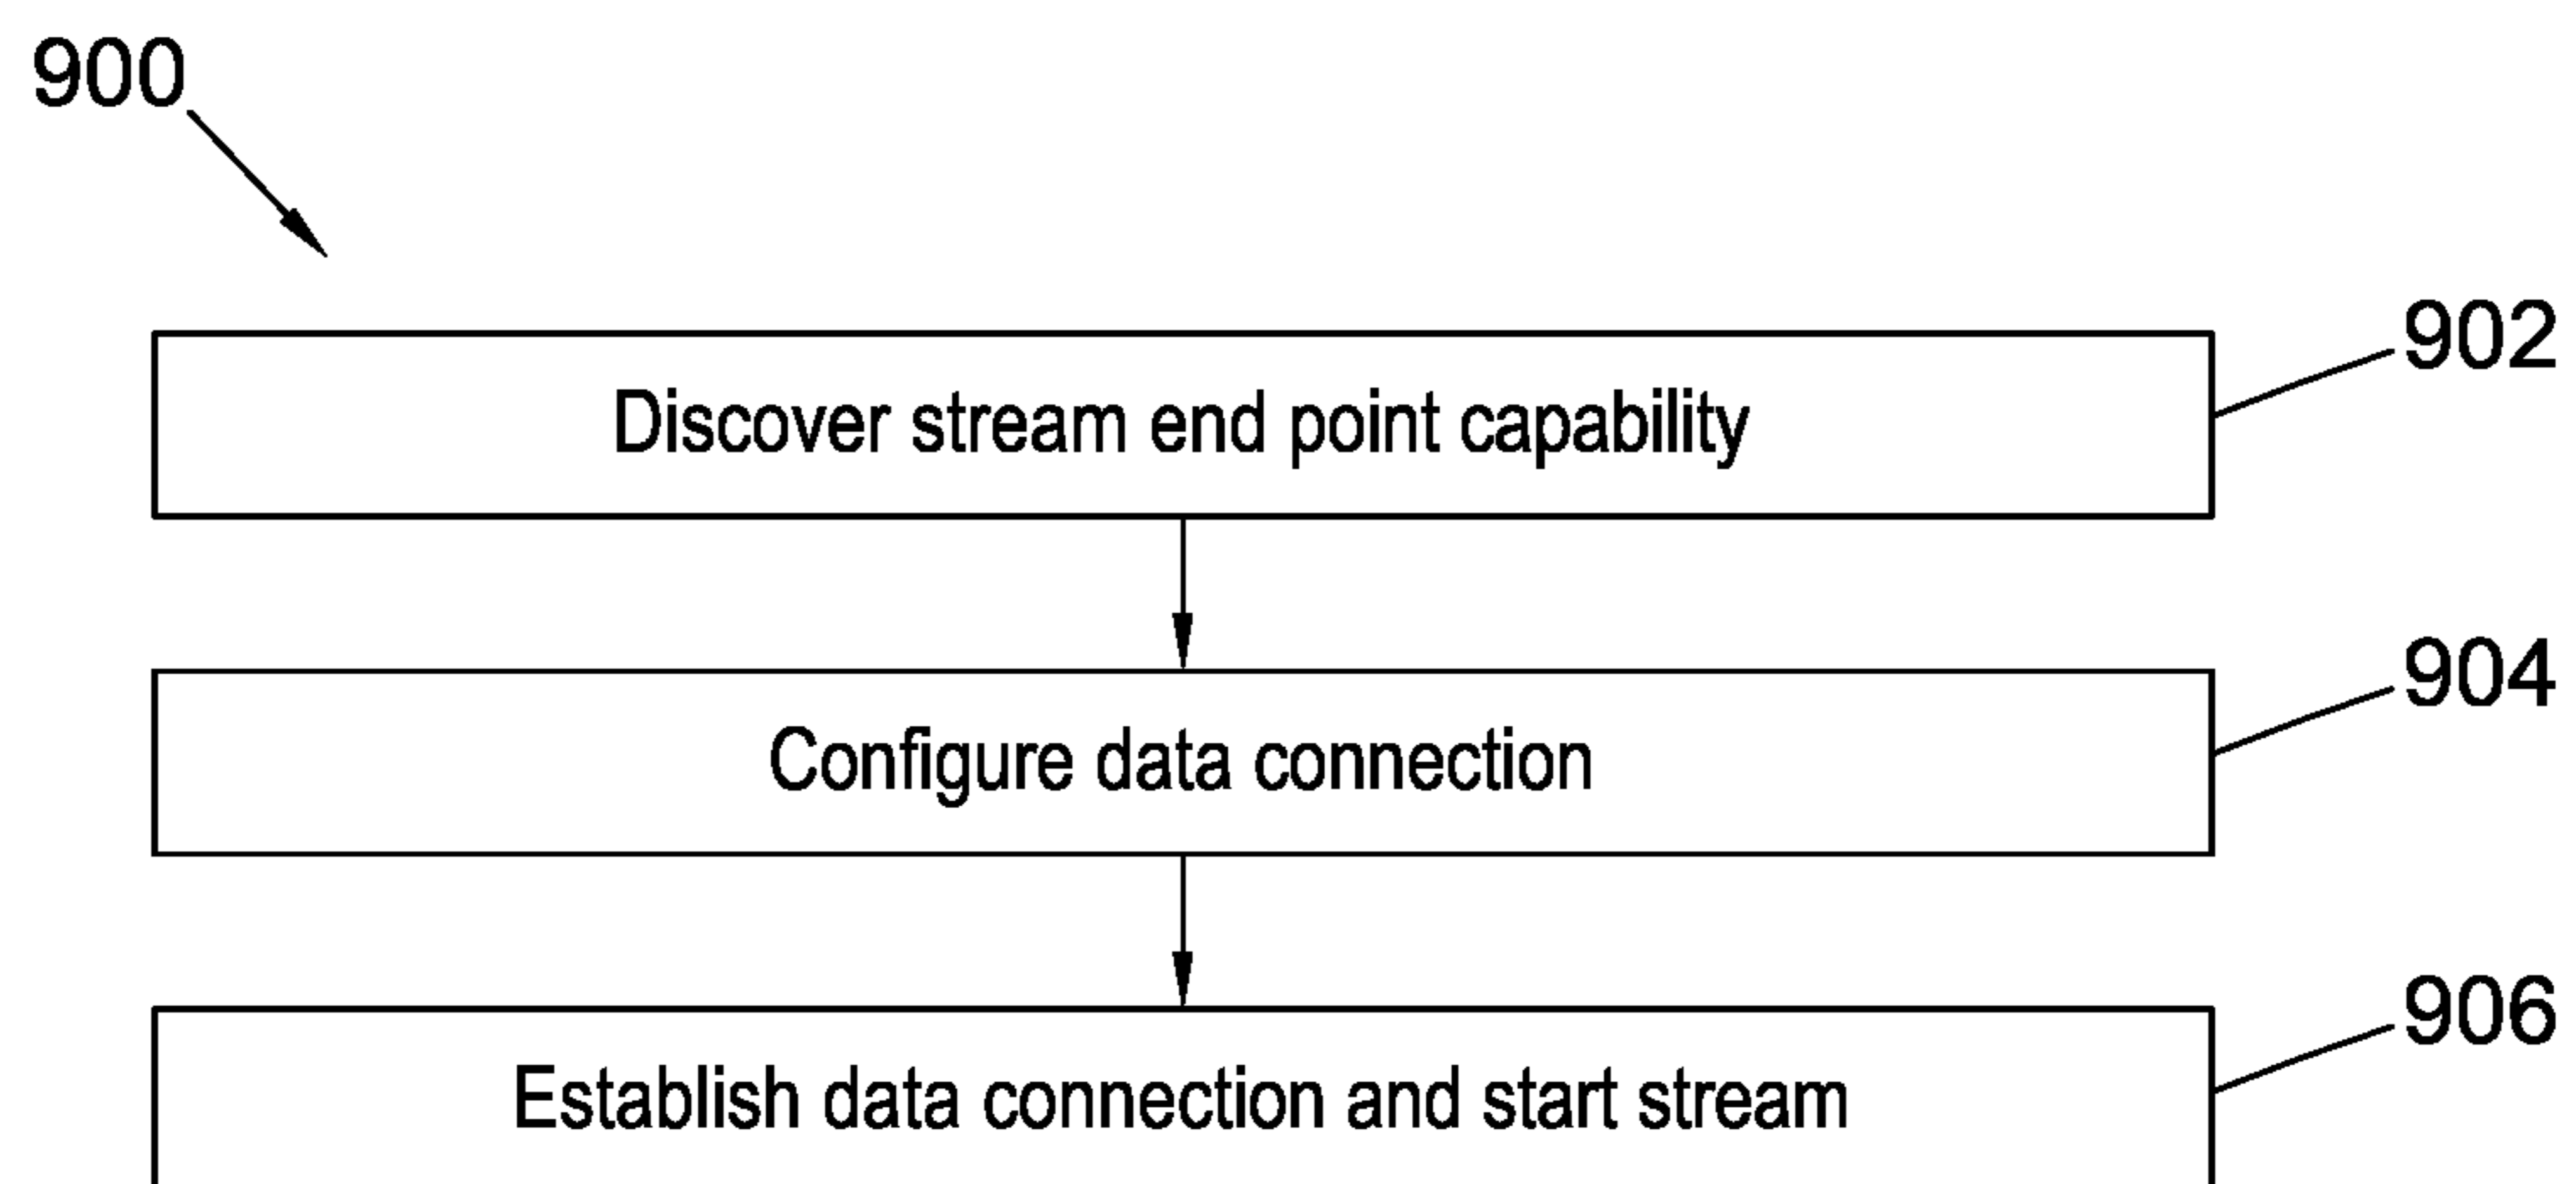 900
Discover stream end point capability
902
Configure data connection
904
Establish data connection and start stream
906